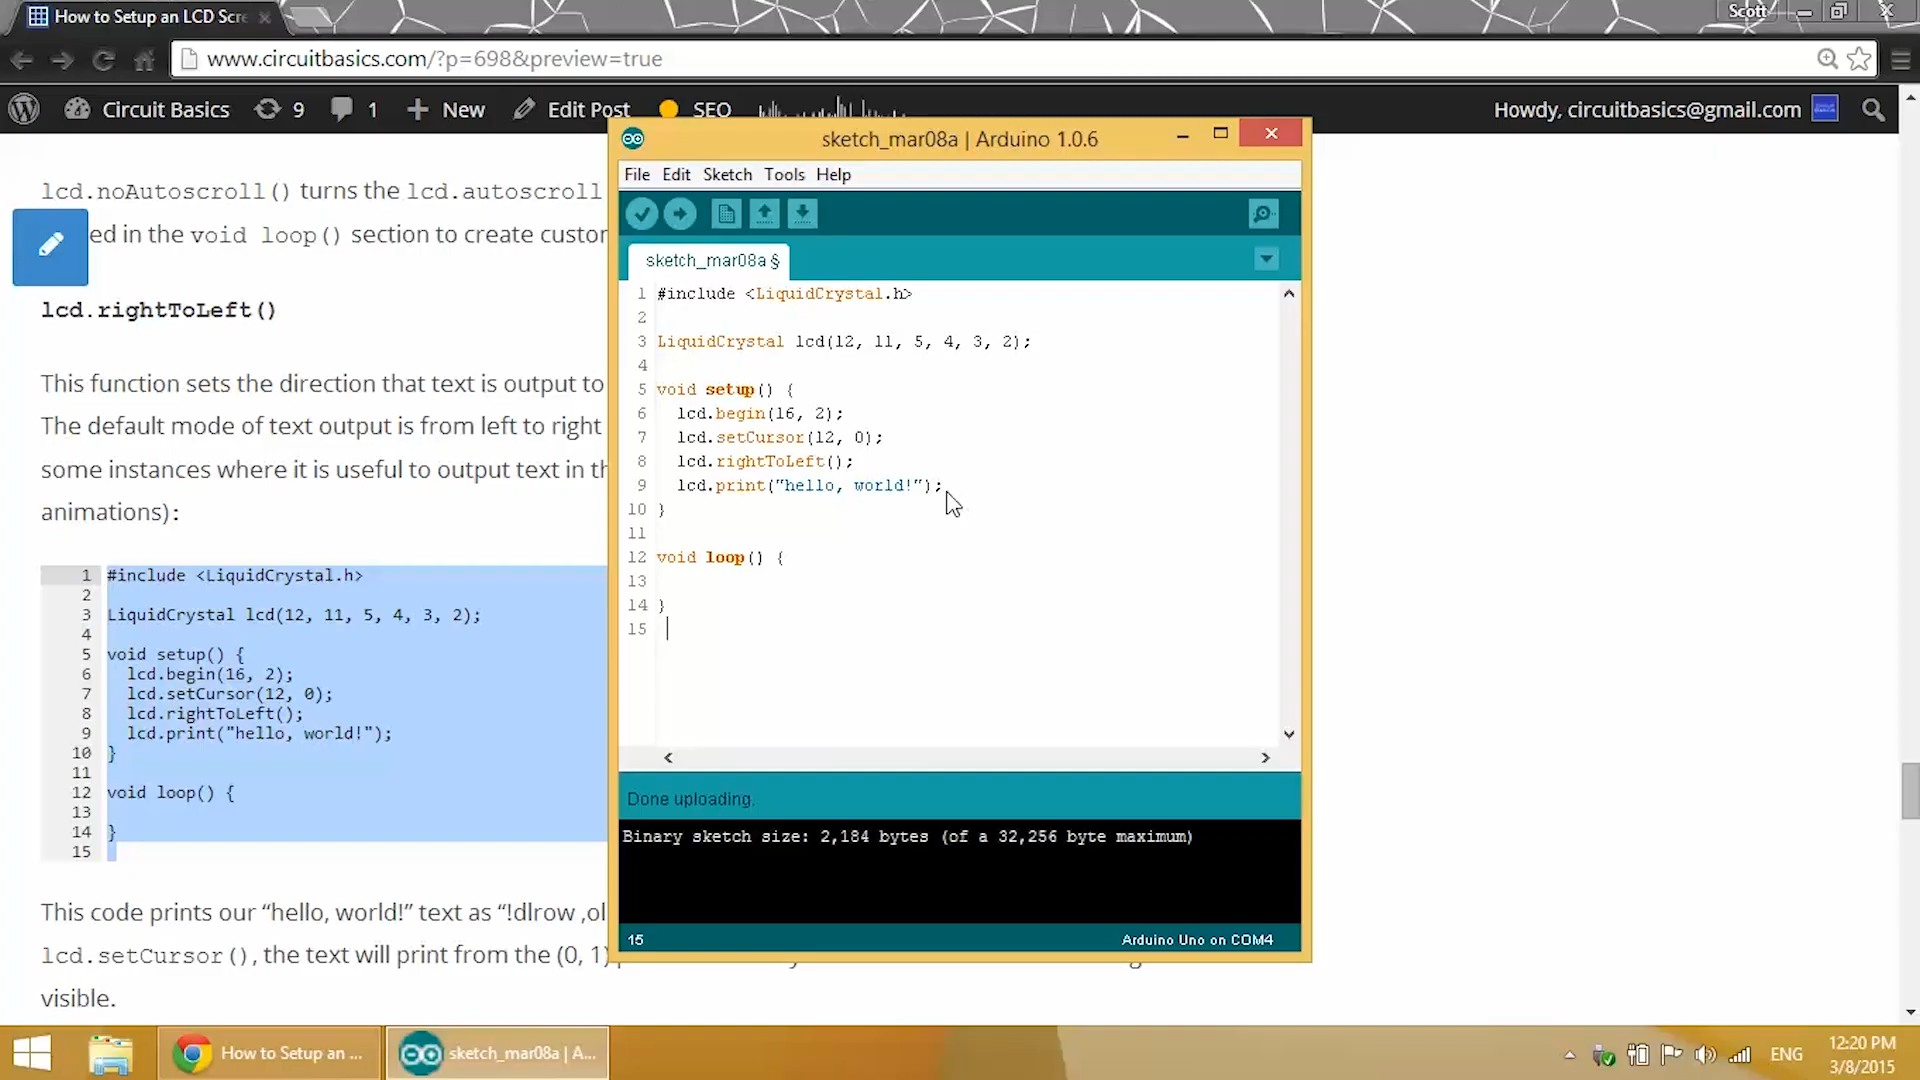 How to Setup an LCD Scre
Scott
www.circuitbasics.com/?p=698&preview=true
Circuit Basics 9 1 New Edit Post SEO Howdy, circuitbasics@gmail.com
lcd.noAutoscroll() turns the lcd.autoscroll
ed in the void loop() section to create custor
lcd.rightToLeft()
This function sets the direction that text is output to
The default mode of text output is from left to right
some instances where it is useful to output text in th
animations):
1 #include <LiquidCrystal.h>
2
3 LiquidCrystal lcd(12, 11, 5, 4, 3, 2);
4
5 void setup() {
6 lcd.begin(16, 2);
7 lcd.setCursor(12, 0);
8 lcd.rightToLeft();
9 lcd.print("hello, world!");
10 }
11
12 void loop() {
13
14 }
15
This code prints our “hello, world!” text as “!dlrow ,ol
lcd.setCursor(), the text will print from the (0, 1)
visible.
sketch_mar08a | Arduino 1.0.6
File Edit Sketch Tools Help
sketch_mar08a §
1 #include <LiquidCrystal.h>
2
3 LiquidCrystal lcd(12, 11, 5, 4, 3, 2);
4
5 void setup() {
6 lcd.begin(16, 2);
7 lcd.setCursor(12, 0);
8 lcd.rightToLeft();
9 lcd.print("hello, world!");
10 }
11
12 void loop() {
13
14 }
15
Done uploading.
Binary sketch size: 2,184 bytes (of a 32,256 byte maximum)
15 Arduino Uno on COM4
How to Setup an ...
sketch_mar08a | A...
ENG
12:20 PM
3/8/2015